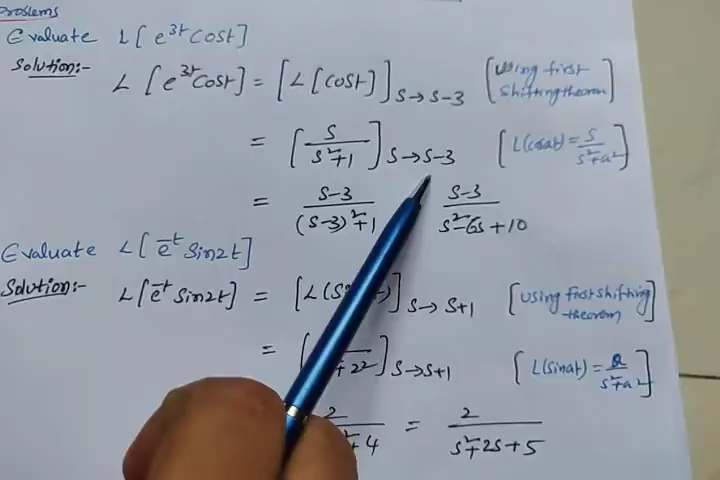 Problems
Evaluate L[e^{3t} Cost]
Solution:-
L[e^{3t} Cost] = [L[cost]]_{S→S-3} [Using first shifting theorem]
= [S/(S²+1)]_{S→S-3} [L(cosat) = S/(S²+a²)]
= (S-3)/((S-3)²+1) (S-3)/(S²-6S+10)
Evaluate L[e^{-t} Sin2t]
Solution:-
L[e^{-t} Sin2t] = ]_{S→S+1} [Using first shifting theorem]
= [ +2²]_{S→S+1} [L(sinat) = a/(S²+a²)]
2/ +4 = 2/(S²+2S+5)